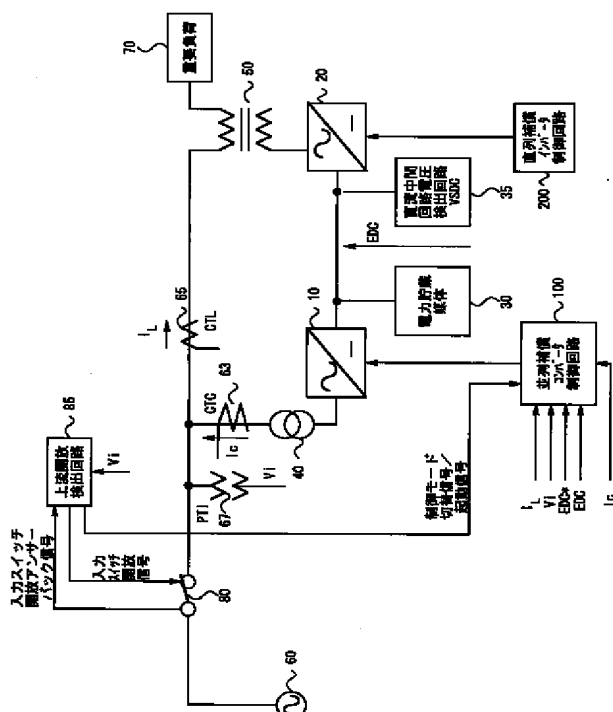 70
重要負荷
50
20
直列補償
インバータ
制御回路
200
直流中間
回路電圧
検出回路
VSDC
35
EDC
電力貯蔵
媒体
30
10
並列補償
コンバータ
制御回路
100
IL
Vi
EDC*
EDC
Ic
制御モード
切替信号/
起動信号
IL
65
CTL
63
CTC
Ic
40
Vi
PTI
67
85
上流開放
検出回路
Vi
入力スイッチ
開放アンサー
バック信号
入力
スイッチ
開放
信号
80
60